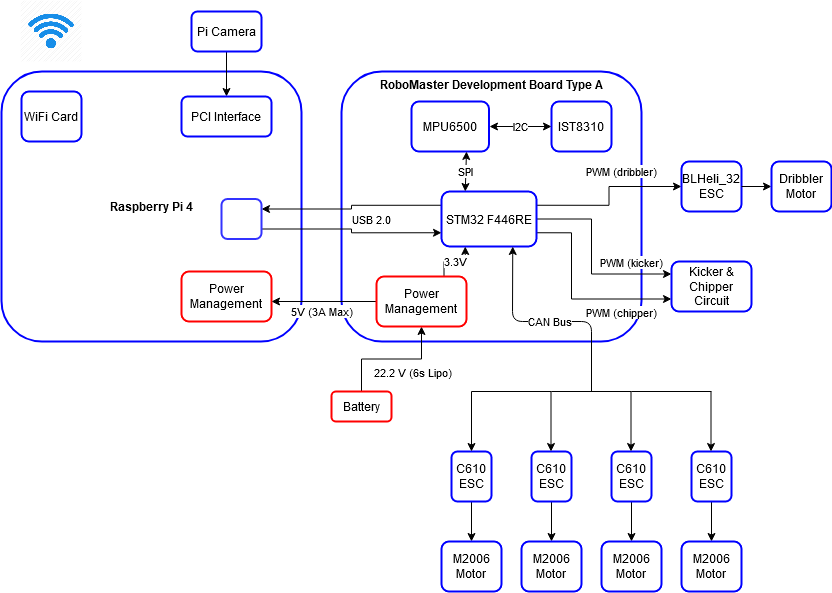 Pi Camera
RoboMaster Development Board Type A
WiFi Card
PCI Interface
MPU6500
I2C
IST8310
SPI
PWM (dribbler)
BLHeli_32
ESC
Dribbler
Motor
Raspberry Pi 4
USB 2.0
STM32 F446RE
3.3V
PWM (kicker)
Kicker &
Chipper
Circuit
Power
Management
Power
Management
5V (3A Max)
PWM (chipper)
CAN Bus
22.2 V (6s Lipo)
Battery
C610
ESC
C610
ESC
C610
ESC
C610
ESC
M2006
Motor
M2006
Motor
M2006
Motor
M2006
Motor